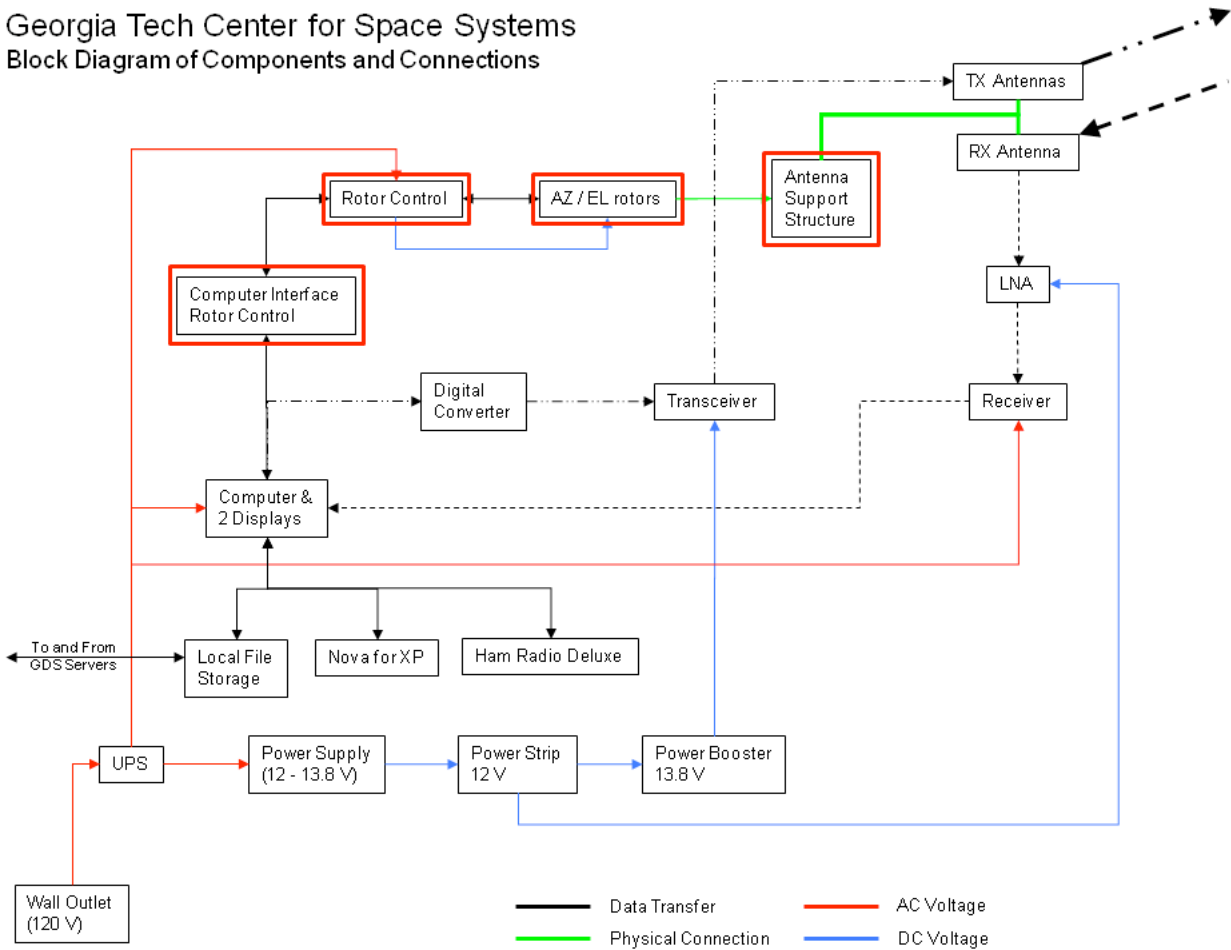 Georgia Tech Center for Space Systems
Block Diagram of Components and Connections
TX Antennas
RX Antenna
Rotor Control
AZ / EL rotors
Antenna
Support
Structure
Computer Interface
Rotor Control
LNA
Digital
Converter
Transceiver
Receiver
Computer &
2 Displays
To and From
GDS Servers
Local File
Storage
Nova for XP
Ham Radio Deluxe
UPS
Power Supply
(12 - 13.8 V)
Power Strip
12 V
Power Booster
13.8 V
Wall Outlet
(120 V)
Data Transfer
AC Voltage
Physical Connection
DC Voltage